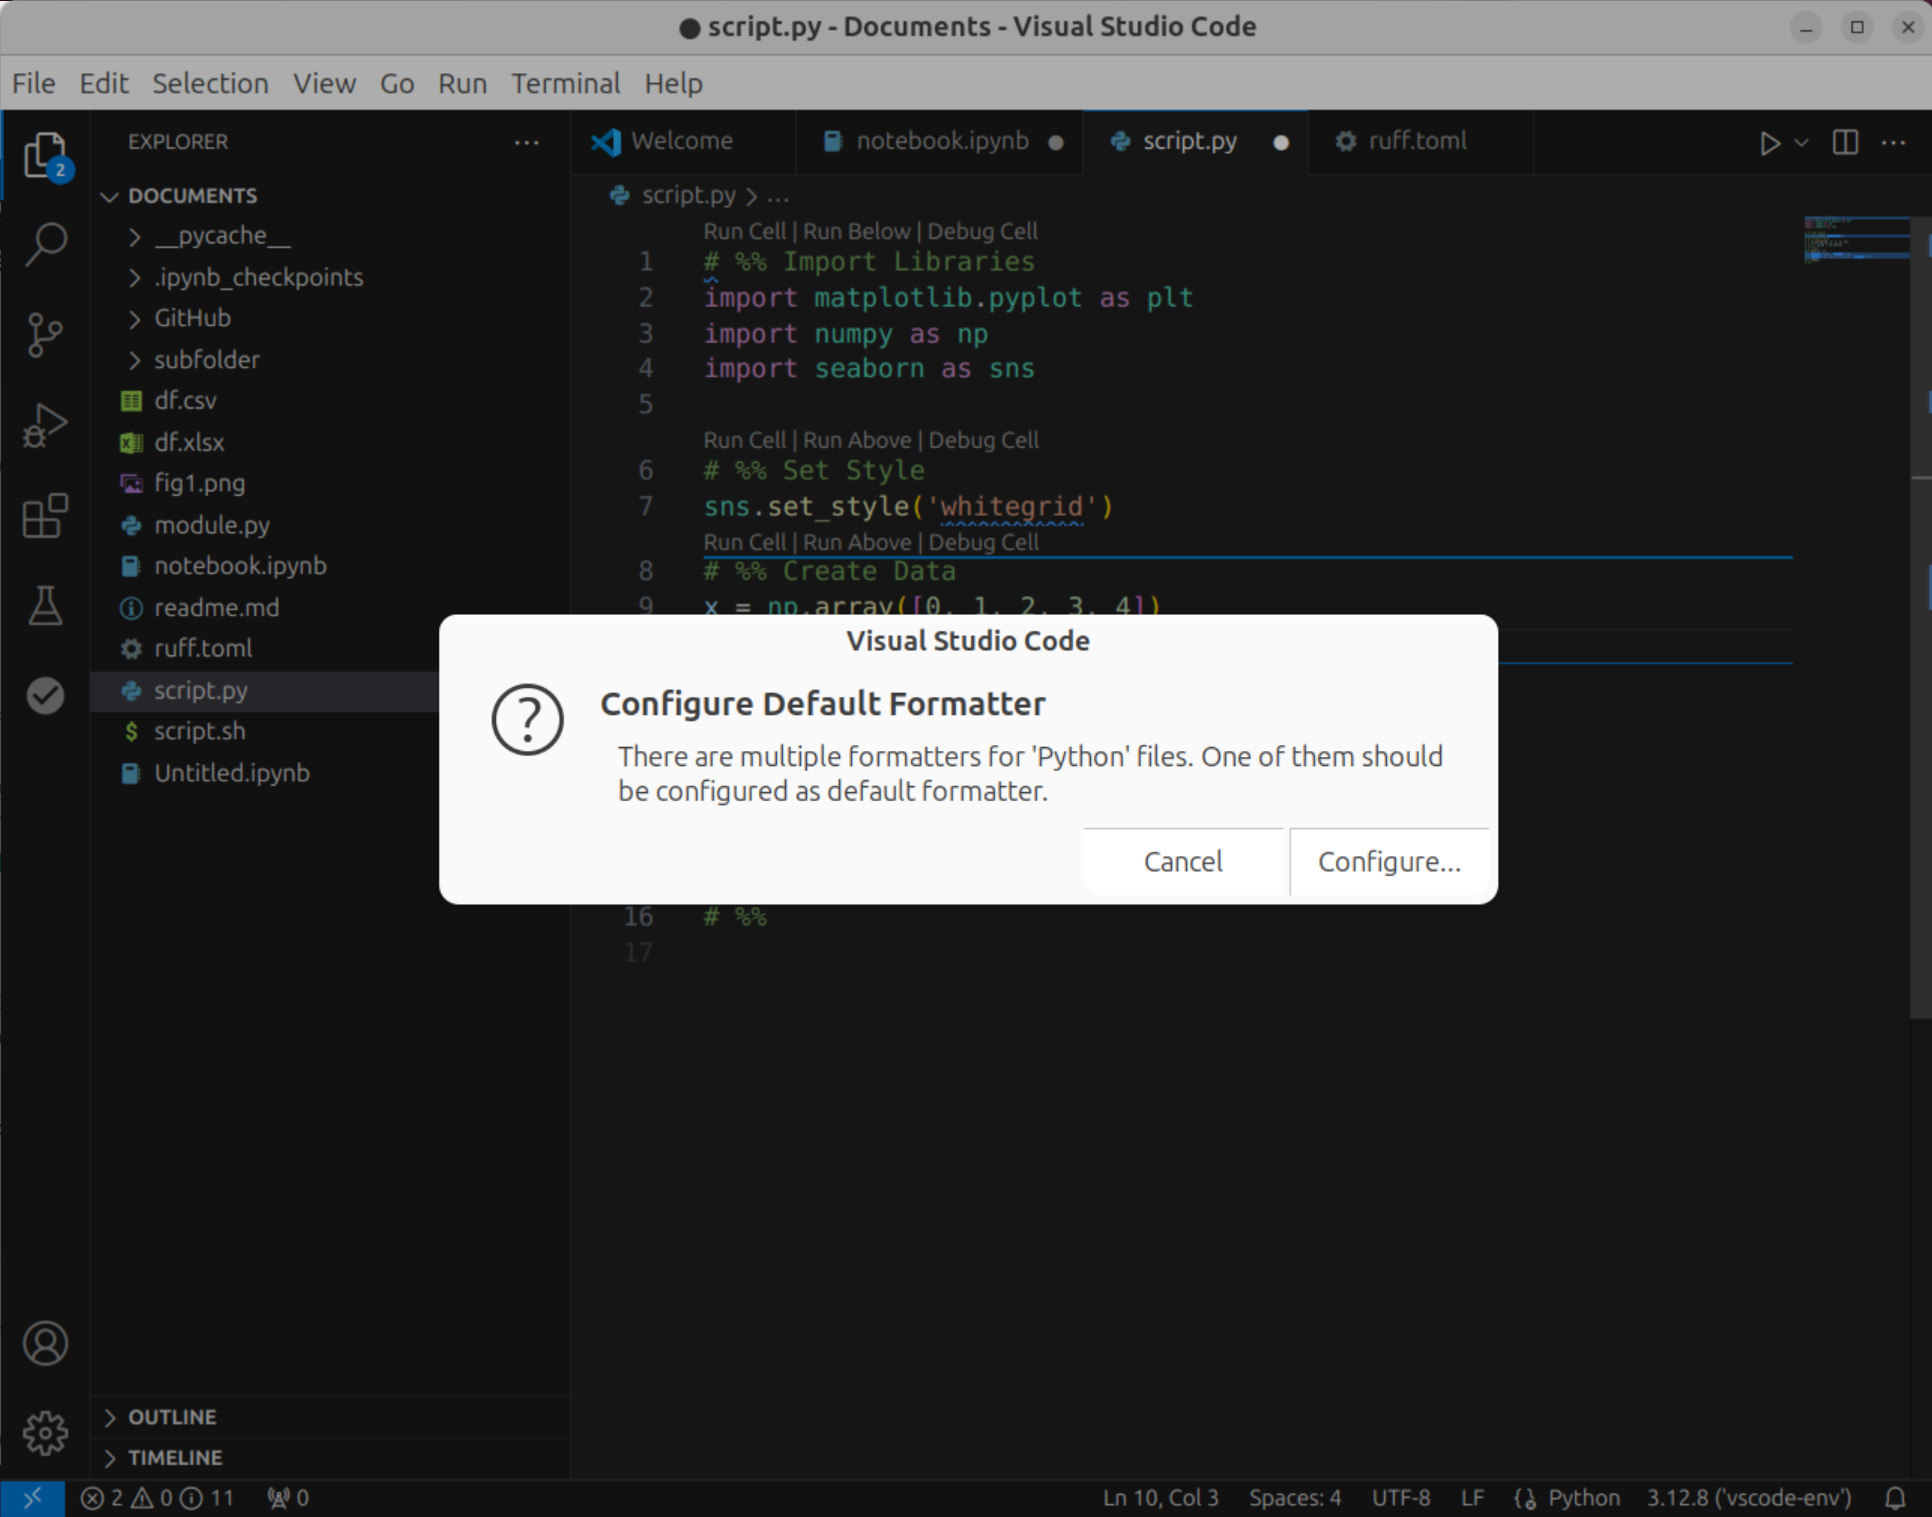 script.py - Documents - Visual Studio Code
File Edit Selection View Go Run Terminal Help
EXPLORER
Welcome
notebook.ipynb
script.py
ruff.toml
2
DOCUMENTS
script.py > ...
__pycache__
.ipynb_checkpoints
GitHub
subfolder
df.csv
df.xlsx
fig1.png
module.py
notebook.ipynb
readme.md
ruff.toml
script.py
script.sh
Untitled.ipynb
Run Cell | Run Below | Debug Cell
1 # %% Import Libraries
2 import matplotlib.pyplot as plt
3 import numpy as np
4 import seaborn as sns
5
Run Cell | Run Above | Debug Cell
6 # %% Set Style
7 sns.set_style('whitegrid')
Run Cell | Run Above | Debug Cell
8 # %% Create Data
9 x = np.array([0, 1, 2, 3, 4])
Visual Studio Code
Configure Default Formatter
There are multiple formatters for 'Python' files. One of them should
be configured as default formatter.
Cancel
Configure...
16 # %%
17
OUTLINE
TIMELINE
2 0 11 0
Ln 10, Col 3 Spaces: 4 UTF-8 LF Python 3.12.8 ('vscode-env')